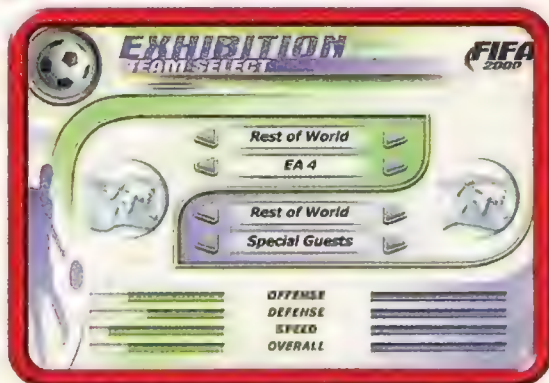 EXHIBITION
TEAM SELECT
FIFA
2000
Rest of World
EA 4
Rest of World
Special Guests
OFFENSE
DEFENSE
SPEED
OVERALL